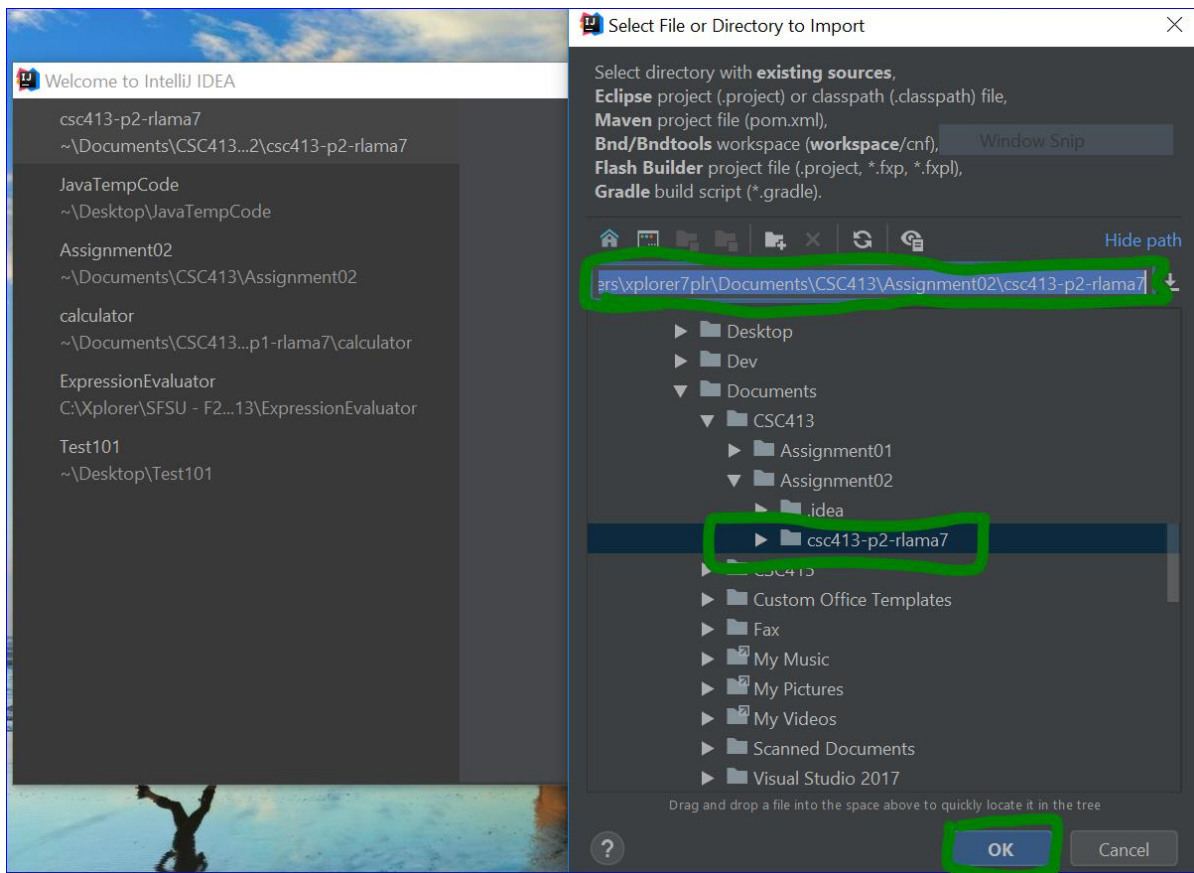 Welcome to IntelliJ IDEA
csc413-p2-rlama7
~\Documents\CSC413...2\csc413-p2-rlama7
JavaTempCode
~\Desktop\JavaTempCode
Assignment02
~\Documents\CSC413\Assignment02
calculator
~\Documents\CSC413...p1-rlama7\calculator
ExpressionEvaluator
C:\Xplorer\SFSU - F2...13\ExpressionEvaluator
Test101
~\Desktop\Test101
Select File or Directory to Import
Select directory with existing sources,
Eclipse project (.project) or classpath (.classpath) file,
Maven project file (pom.xml),
Bnd/Bndtools workspace (workspace/cnf),
Window Snip
Flash Builder project file (.project, *.fxp, *.fxpl),
Gradle build script (*.gradle).
Hide path
ers\xplorer7plr\Documents\CSC413\Assignment02\csc413-p2-rlama7
Desktop
Dev
Documents
CSC413
Assignment01
Assignment02
.idea
csc413-p2-rlama7
CSC415
Custom Office Templates
Fax
My Music
My Pictures
My Videos
Scanned Documents
Visual Studio 2017
Drag and drop a file into the space above to quickly locate it in the tree
?
OK
Cancel